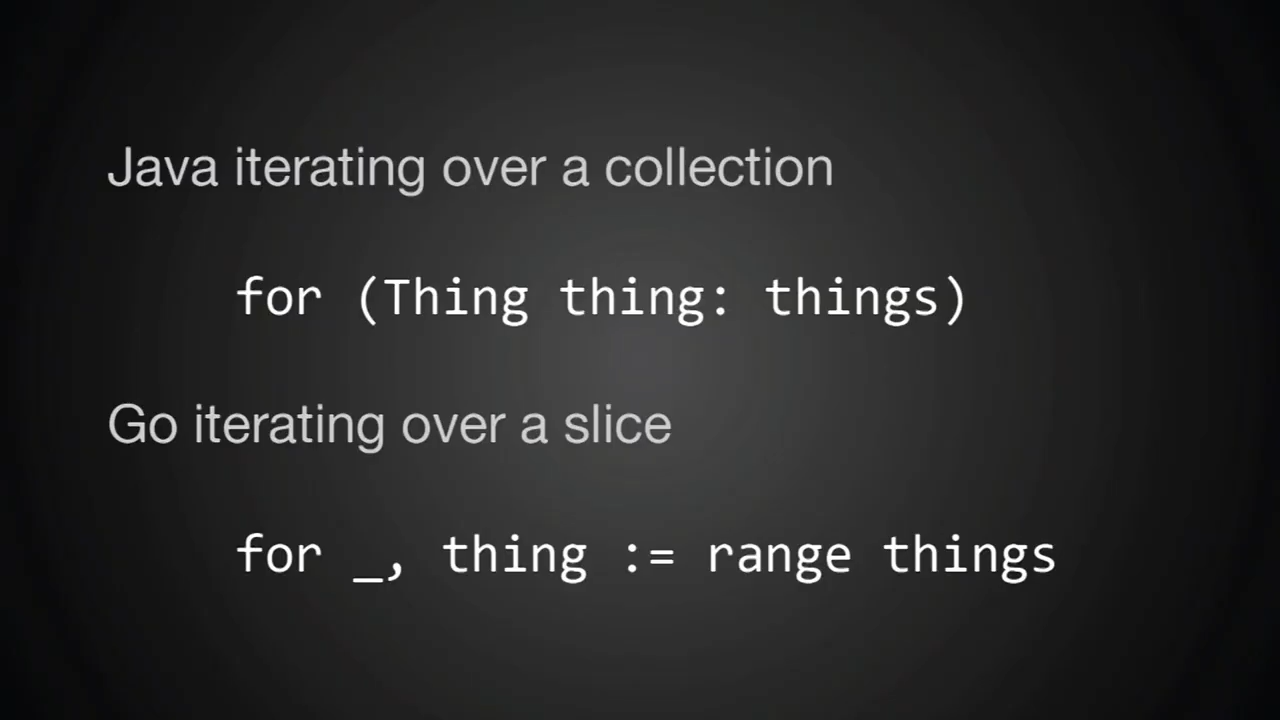 Java iterating over a collection
for (Thing thing: things)
Go iterating over a slice
for _, thing := range things